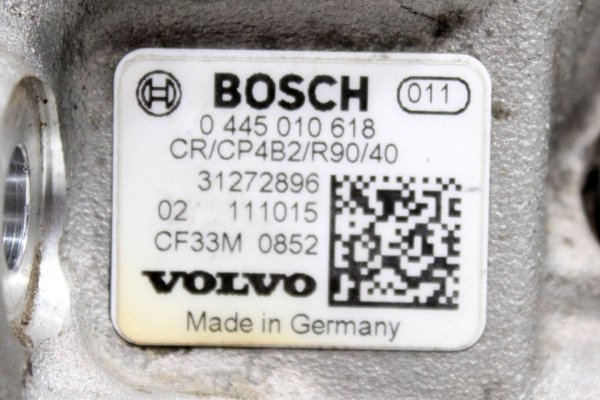 BOSCH 011
0 445 010 618
CR/CP4B2/R90/40
31272896
02 111015
CF33M 0852
VOLVO
Made in Germany